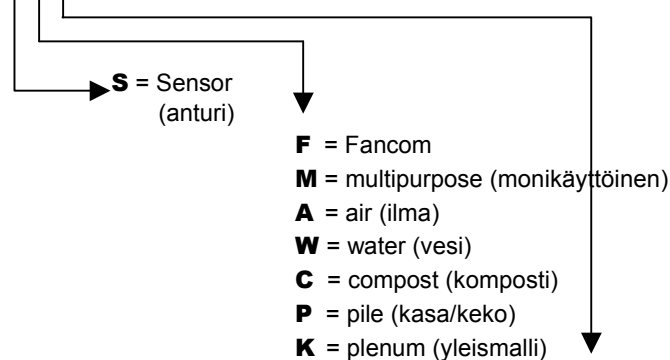 S = Sensor
(anturi)
F = Fancom
M = multipurpose (monikäyttöinen)
A = air (ilma)
W = water (vesi)
C = compost (komposti)
P = pile (kasa/keko)
K = plenum (yleismalli)